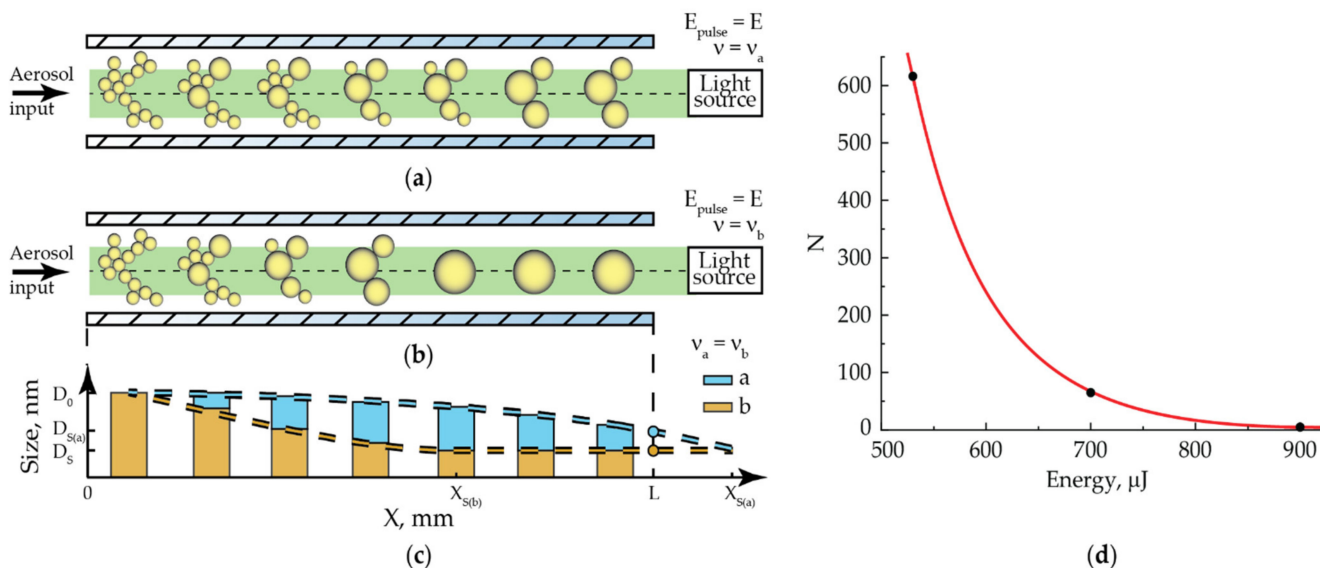 E_pulse = E
ν = ν_a
Aerosol
input
Light
source
(a)
E_pulse = E
ν = ν_b
Aerosol
input
Light
source
(b)
ν_a = ν_b
a
b
Size, nm
D_0
D_S(a)
D_S
0
X_S(b)
L
X_S(a)
X, mm
(c)
N
600
500
400
300
200
100
0
500
600
700
800
900
Energy, μJ
(d)